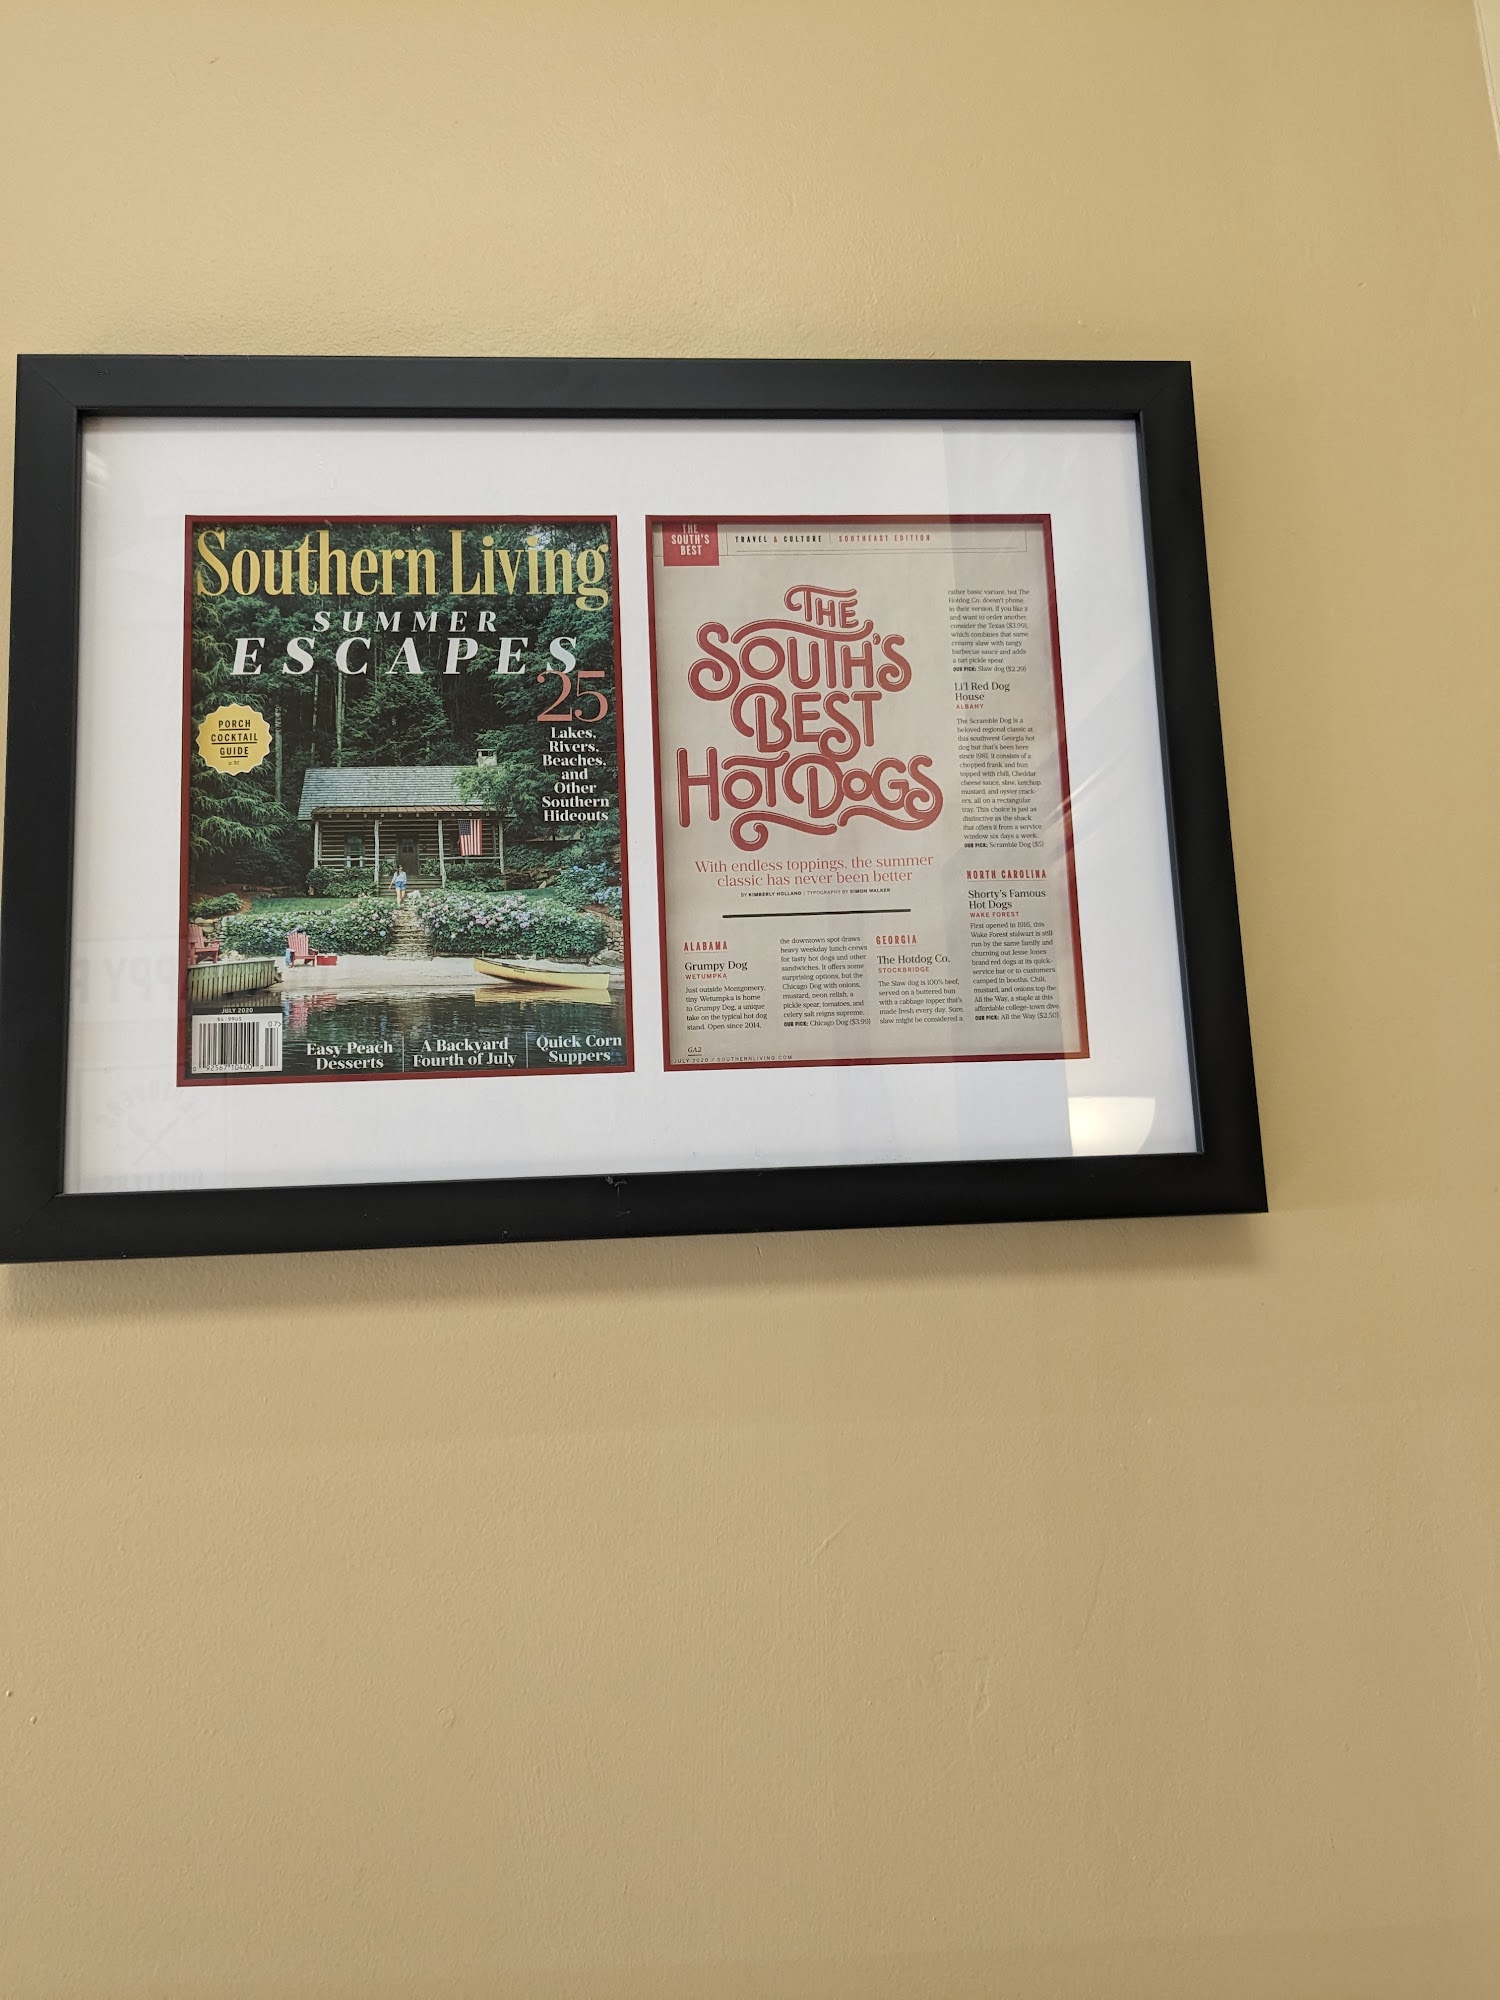 Southern Living
SUMMER
ESCAPES
25
Lakes,
Rivers,
Beaches,
and
Other
Southern
Hideouts
PORCH
COCKTAIL
GUIDE
JULY 2020
Easy Peach
Desserts
A Backyard
Fourth of July
Quick Corn
Suppers
THE
SOUTH'S
BEST
TRAVEL & CULTURE
SOUTHEAST EDITION
THE
SOUTH'S
BEST
HOT DOGS
With endless toppings, the summer
classic has never been better
BY KIMBERLY HOLLAND | TYPOGRAPHY BY SIMON WALKER
ALABAMA
Grumpy Dog
WETUMPKA
Just outside Montgomery,
tiny Wetumpka is home
to Grumpy Dog, a unique
take on the typical hot dog
stand. Open since 2014,
the downtown spot draws
heavy weekday lunch crews
for tasty hot dogs and other
sandwiches. It offers some
surprising options, but the
Chicago Dog with onions,
mustard, neon relish, a
pickle spear, tomatoes, and
celery salt reigns supreme.
OUR PICK: Chicago Dog ($3.99)
GEORGIA
The Hotdog Co.
STOCKBRIDGE
The Slaw dog is 100% beef,
served on a buttered bun
with a cabbage topper that's
made fresh every day. Sure,
slaw might be considered a
rather basic variant, but The
Hotdog Co. doesn't phone
in their version. If you like it
and want to order another,
consider the Texas ($3.99),
which combines that same
creamy slaw with tangy
barbecue sauce and adds
a tart pickle spear.
OUR PICK: Slaw dog ($2.29)
Li'l Red Dog
House
ALBANY
The Scramble Dog is a
beloved regional classic at
this southwest Georgia hot
dog hut that's been here
since 1981. It consists of a
chopped frank and bun
topped with chili, Cheddar
cheese sauce, slaw, ketchup,
mustard, and oyster crack-
ers, all on a rectangular
tray. This choice is just as
distinctive as the shack
that offers it from a service
window six days a week.
OUR PICK: Scramble Dog ($5)
NORTH CAROLINA
Shorty's Famous
Hot Dogs
WAKE FOREST
First opened in 1916, this
Wake Forest stalwart is still
run by the same family and
churning out Jesse Jones
brand red dogs at its quick-
service bar or to customers
camped in booths. Chili,
mustard, and onions top the
All the Way, a staple at this
affordable college-town dive.
OUR PICK: All the Way ($2.50)
GA2
JULY 2020 / SOUTHERNLIVING.COM